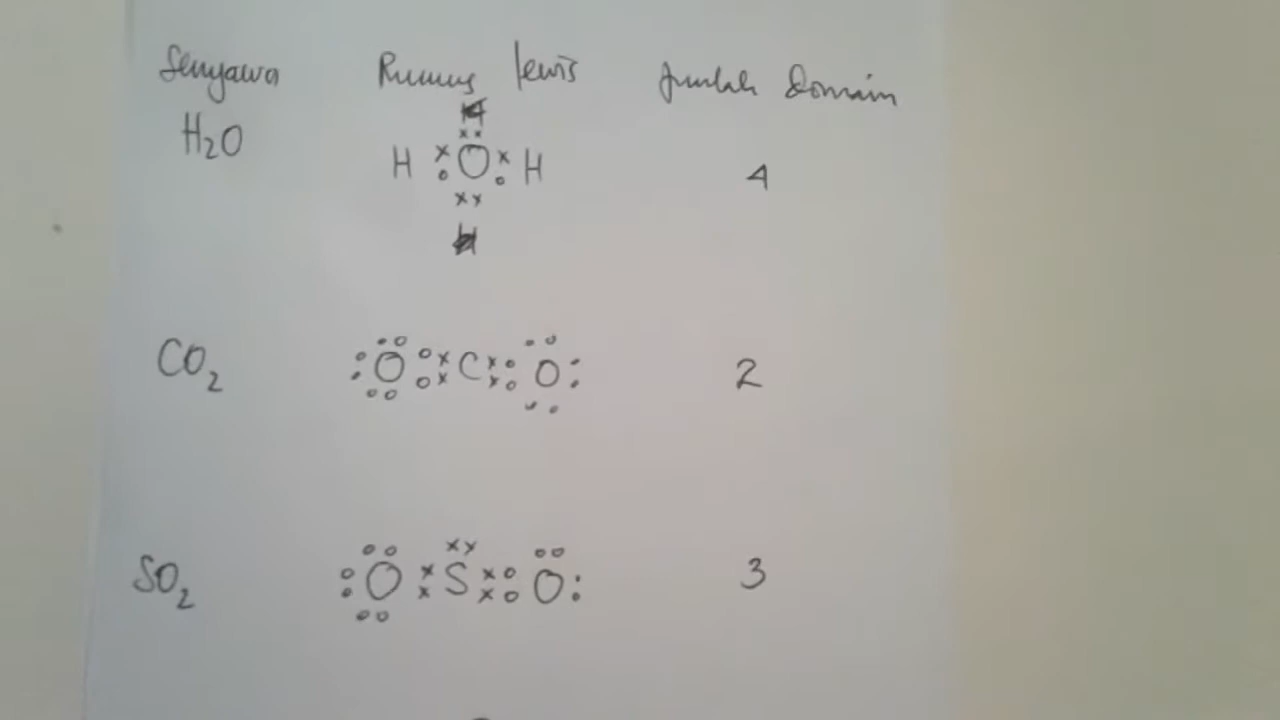 Senyawa Rumus lewis Jumlah Domain
H₂O H O H 4
CO₂ O C O 2
SO₂ O S O 3